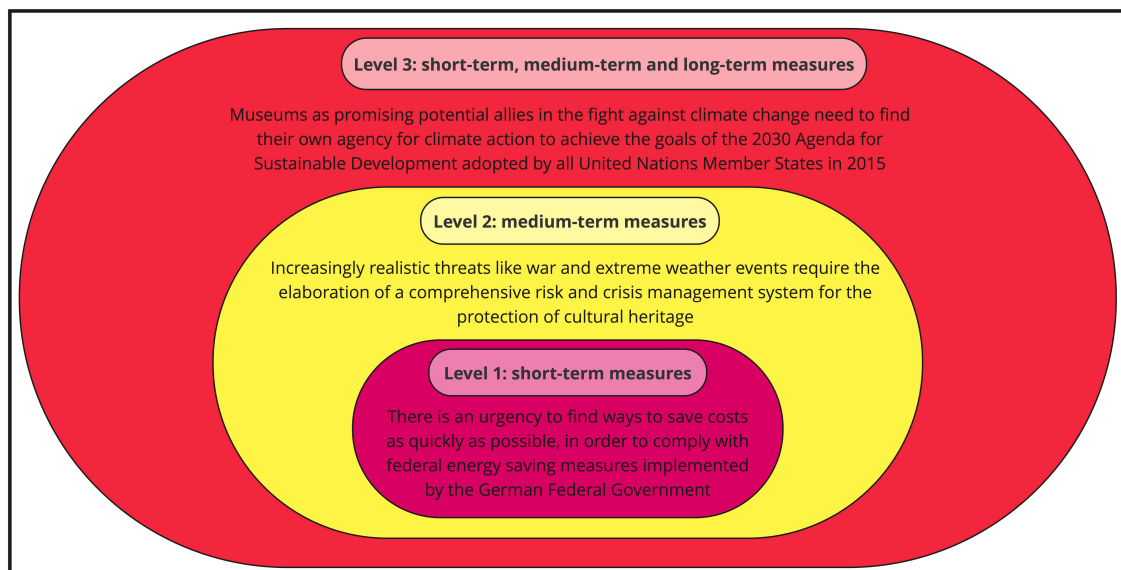 Level 3: short-term, medium-term and long-term measures
Museums as promising potential allies in the fight against climate change need to find
their own agency for climate action to achieve the goals of the 2030 Agenda for
Sustainable Development adopted by all United Nations Member States in 2015
Level 2: medium-term measures
Increasingly realistic threats like war and extreme weather events require the
elaboration of a comprehensive risk and crisis management system for the
protection of cultural heritage
Level 1: short-term measures
There is an urgency to find ways to save costs
as quickly as possible, in order to comply with
federal energy saving measures implemented
by the German Federal Government